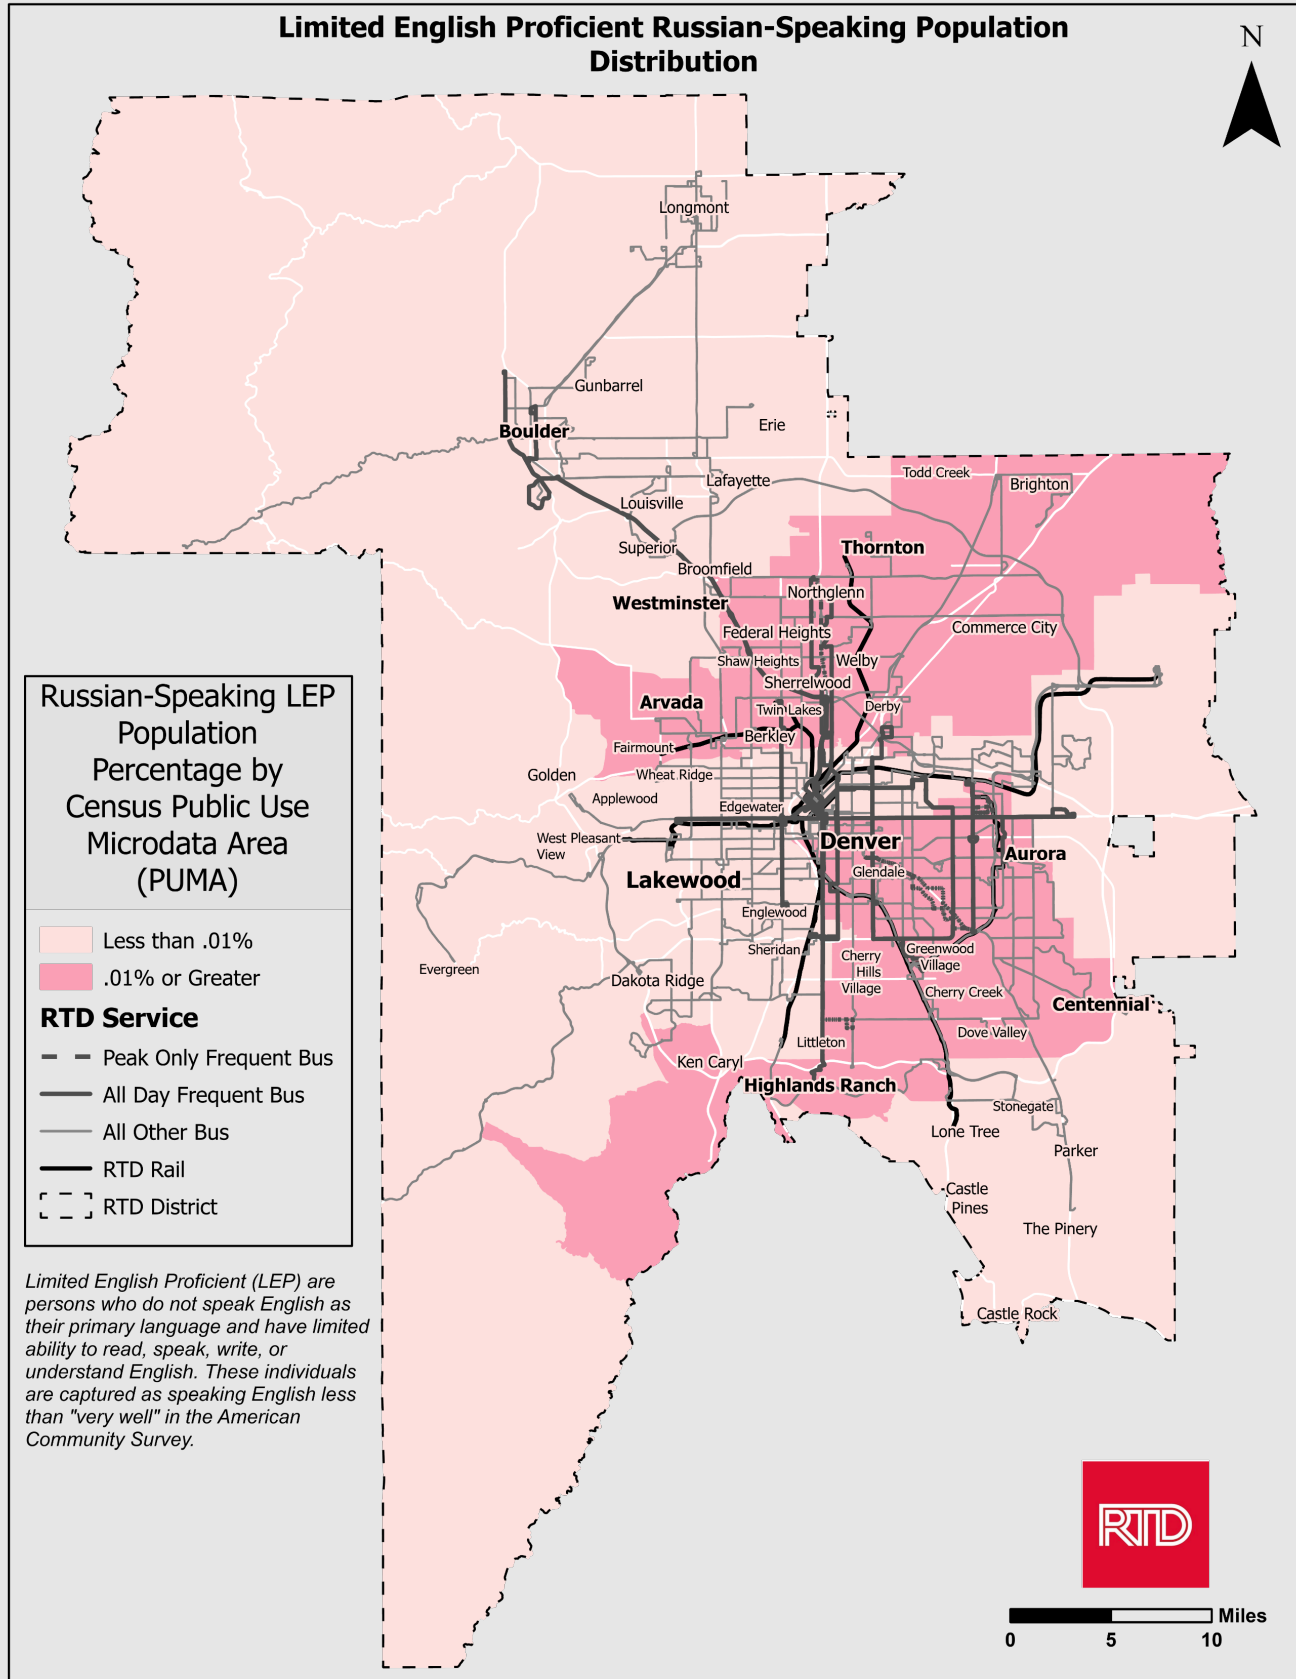 Limited English Proficient Russian-Speaking Population
Distribution
N
Longmont
Gunbarrel
Boulder
Erie
Todd Creek
Lafayette
Brighton
Louisville
Superior
Thornton
Broomfield
Northglenn
Westminster
Federal Heights
Commerce City
Shaw Heights
Welby
Sherrelwood
Arvada
Twin Lakes
Derby
Berkley
Fairmount
Golden
Wheat Ridge
Applewood
Edgewater
West Pleasant
View
Denver
Aurora
Glendale
Lakewood
Englewood
Sheridan
Greenwood
Village
Cherry
Hills
Village
Evergreen
Dakota Ridge
Cherry Creek
Centennial
Dove Valley
Littleton
Ken Caryl
Highlands Ranch
Stonegate
Lone Tree
Parker
Castle
Pines
The Pinery
Castle Rock
Russian-Speaking LEP
Population
Percentage by
Census Public Use
Microdata Area
(PUMA)
Less than .01%
.01% or Greater
RTD Service
Peak Only Frequent Bus
All Day Frequent Bus
All Other Bus
RTD Rail
RTD District
Limited English Proficient (LEP) are
persons who do not speak English as
their primary language and have limited
ability to read, speak, write, or
understand English. These individuals
are captured as speaking English less
than "very well" in the American
Community Survey.
RTD
Miles
0 5 10